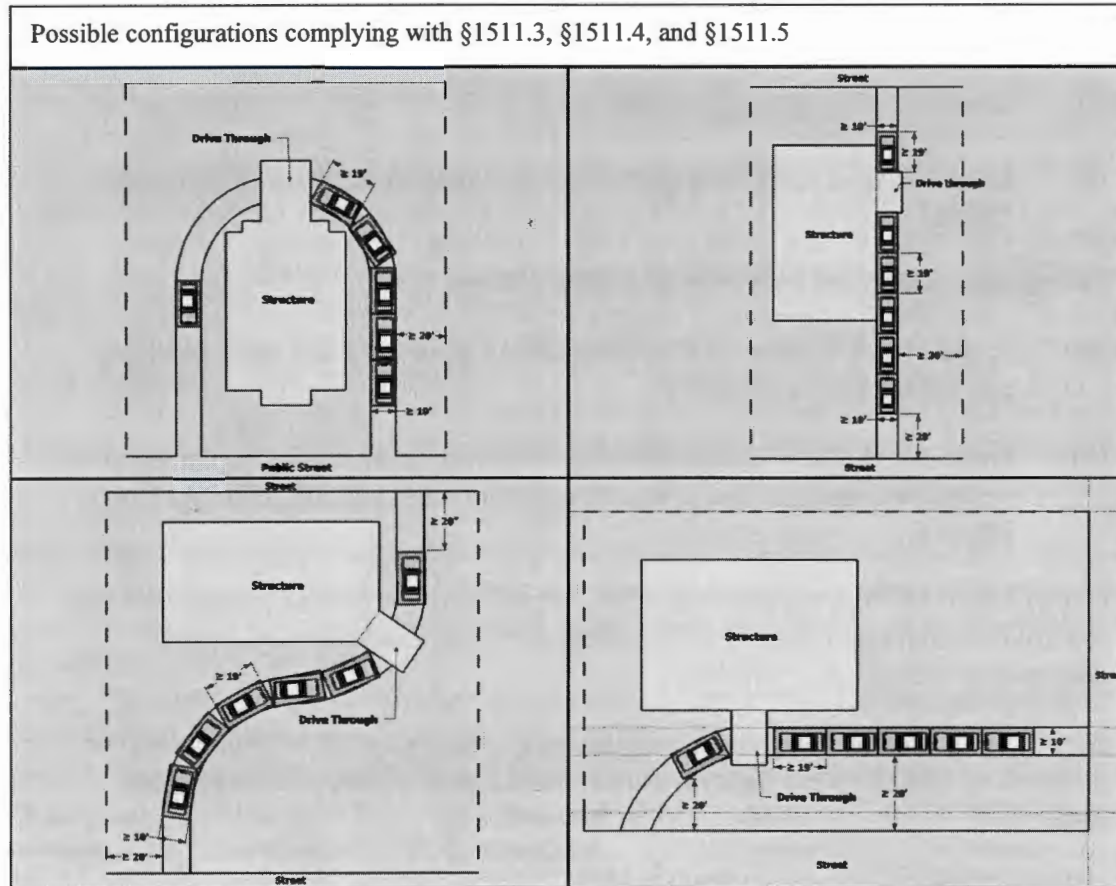 Possible configurations complying with §1511.3, §1511.4, and §1511.5
Drive Through
≥ 19'
Structure
≥ 20'
≥ 10'
Public Street
Street
≥ 10'
≥ 20'
Drive through
Structure
≥ 19'
≥ 20'
≥ 10'
≥ 20'
Street
Street
≥ 20"
Structure
≥ 19'
Drive Through
≥ 10'
≥ 20'
Street
Structure
≥ 10'
≥ 19'
Drive Through
≥ 20'
≥ 20'
Street